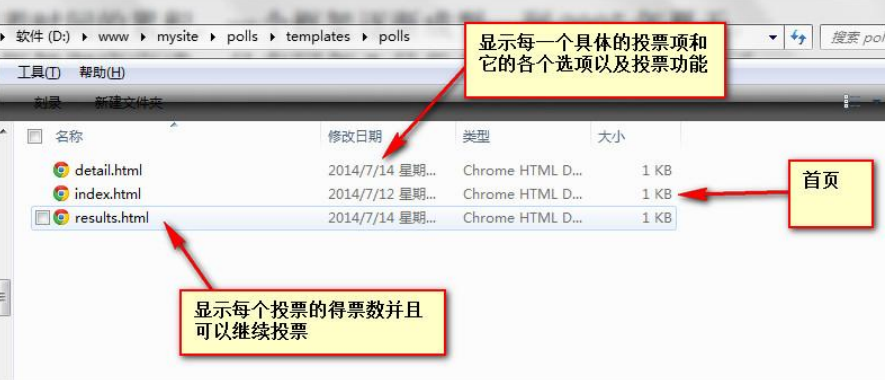 软件 (D:) ▸ www ▸ mysite ▸ polls ▸ templates ▸ polls
搜索 pol
显示每一个具体的投票项和
它的各个选项以及投票功能
工具(T) 帮助(H)
刻录 新建文件夹
名称 修改日期 类型 大小
detail.html 2014/7/14 星期... Chrome HTML D... 1 KB
index.html 2014/7/12 星期... Chrome HTML D... 1 KB
results.html 2014/7/14 星期... Chrome HTML D... 1 KB
首页
显示每个投票的得票数并且
可以继续投票